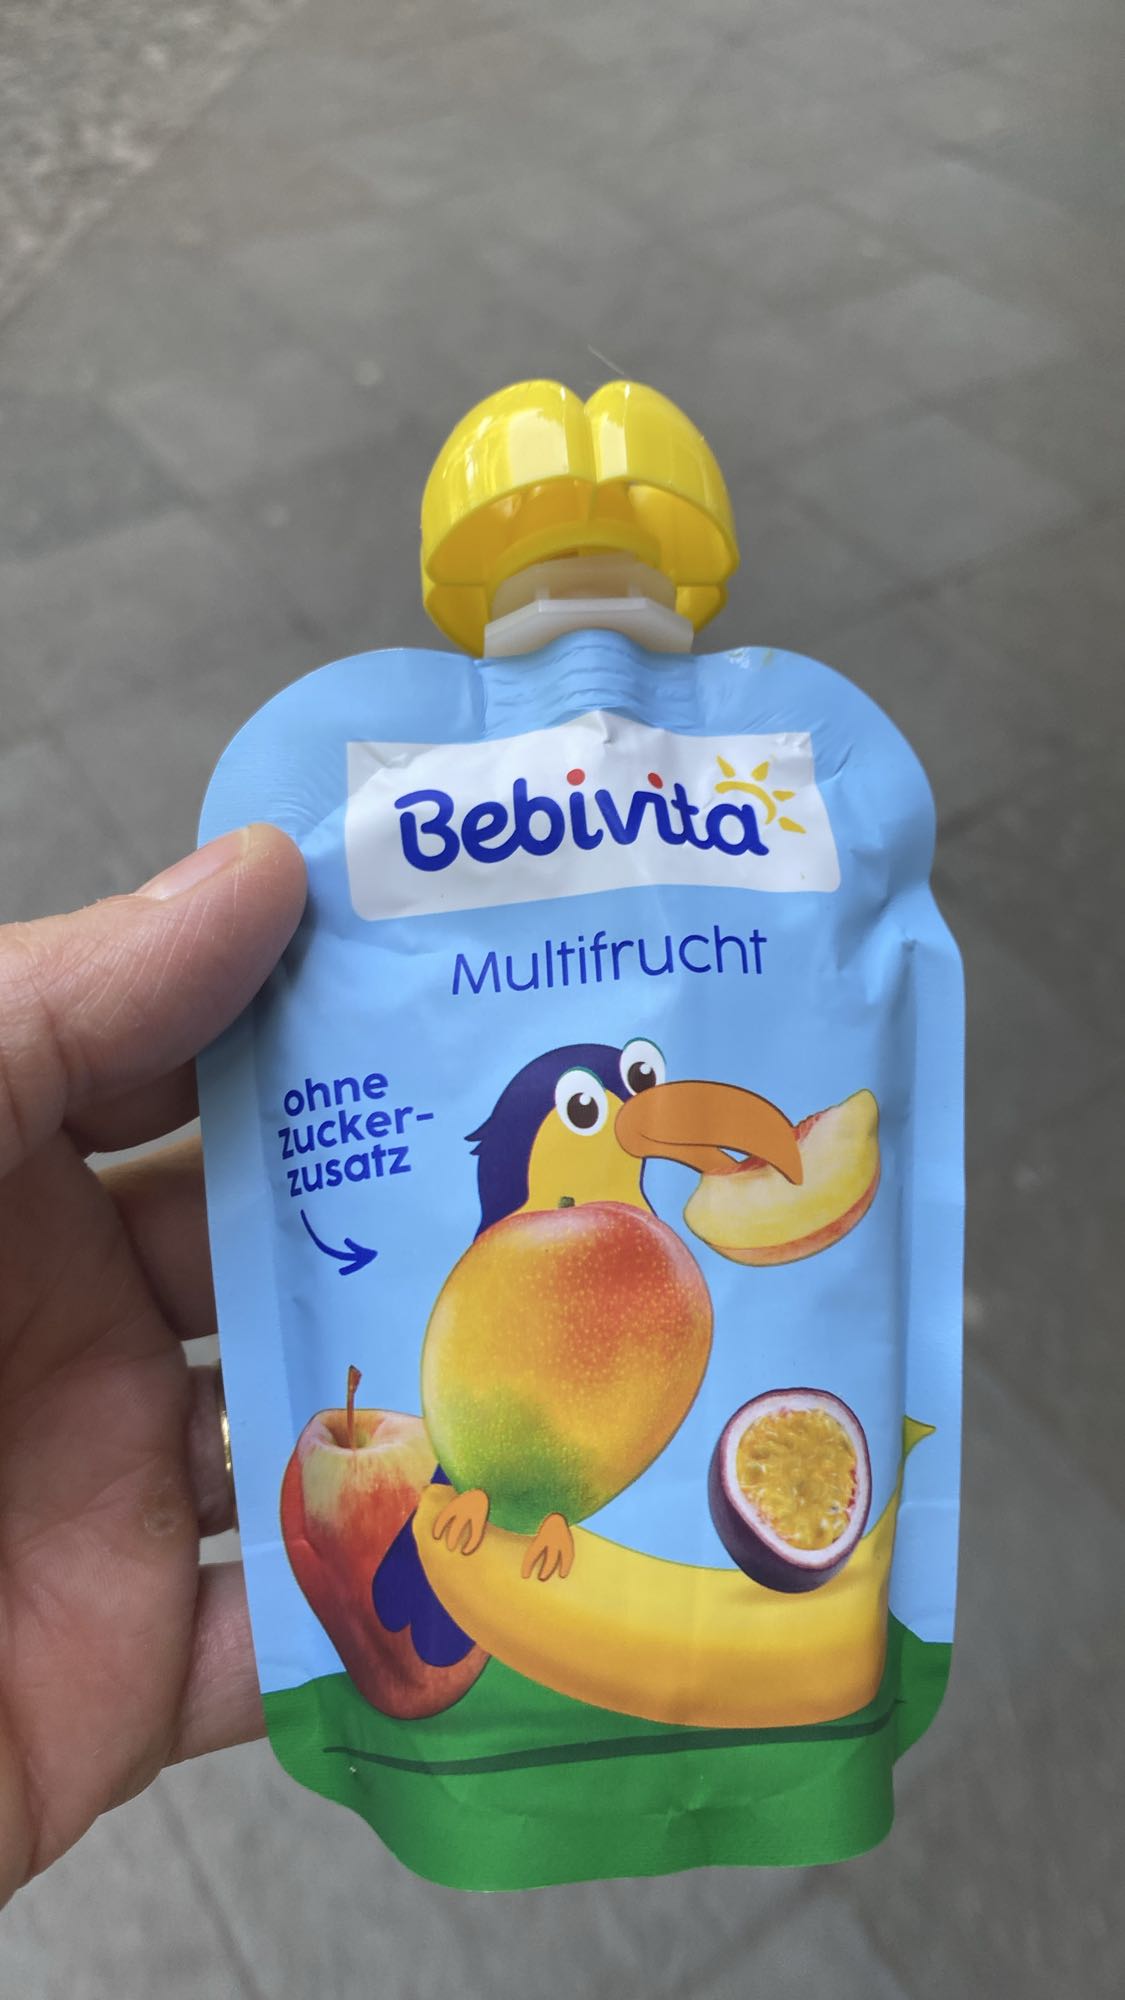 Bebivita
Multifrucht
ohne
zucker-
zusatz